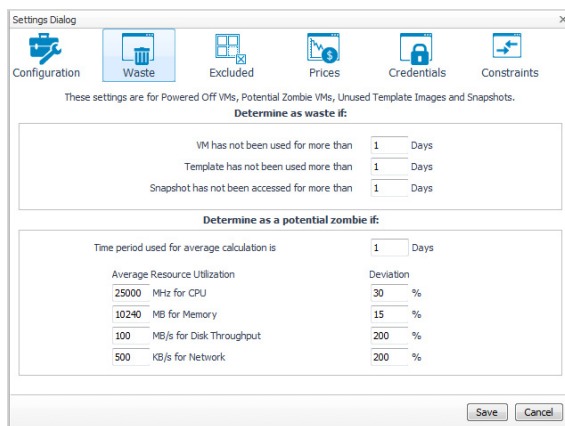 Settings Dialog ×
Configuration Waste Excluded Prices Credentials Constraints
These settings are for Powered Off VMs, Potential Zombie VMs, Unused Template Images and Snapshots.
Determine as waste if:
VM has not been used for more than 1 Days
Template has not been used more than 1 Days
Snapshot has not been accessed for more than 1 Days
Determine as a potential zombie if:
Time period used for average calculation is 1 Days
Average Resource Utilization Deviation
25000 MHz for CPU 30 %
10240 MB for Memory 15 %
100 MB/s for Disk Throughput 200 %
500 KB/s for Network 200 %
Save Cancel